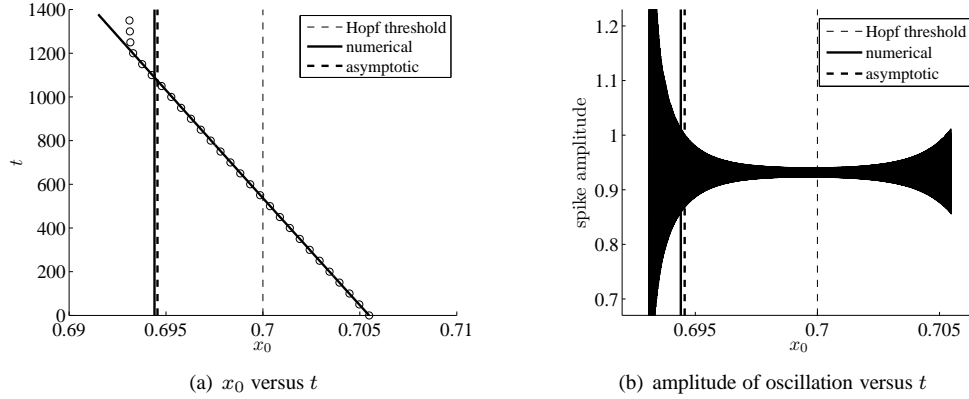 1400
1200
1000
800
600
400
200
0
t
0.69
0.695
0.7
0.705
0.71
x₀
Hopf threshold
numerical
asymptotic
(a) x₀ versus t
1.2
1.1
1
0.9
0.8
0.7
spike amplitude
0.695
0.7
0.705
x₀
Hopf threshold
numerical
asymptotic
(b) amplitude of oscillation versus t